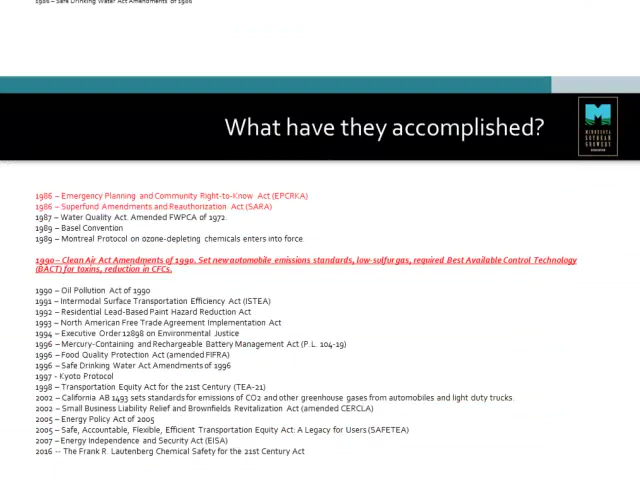 1986 – Safe Drinking Water Act Amendments of 1986
What have they accomplished?
MINNESOTA
SOYBEAN
GROWERS
ASSOCIATION
1986 – Emergency Planning and Community Right-to-Know Act (EPCRKA)
1986 – Superfund Amendments and Reauthorization Act (SARA)
1987 – Water Quality Act. Amended FWPCA of 1972.
1989 – Basel Convention
1989 – Montreal Protocol on ozone-depleting chemicals enters into force.
1990 – Clean Air Act Amendments of 1990. Set new automobile emissions standards, low-sulfur gas, required Best Available Control Technology
(BACT) for toxins, reduction in CFCs.
1990 – Oil Pollution Act of 1990
1991 – Intermodal Surface Transportation Efficiency Act (ISTEA)
1992 – Residential Lead-Based Paint Hazard Reduction Act
1993 – North American Free Trade Agreement Implementation Act
1994 – Executive Order 12898 on Environmental Justice
1996 – Mercury-Containing and Rechargeable Battery Management Act (P.L. 104-19)
1996 – Food Quality Protection Act (amended FIFRA)
1996 – Safe Drinking Water Act Amendments of 1996
1997 - Kyoto Protocol
1998 – Transportation Equity Act for the 21st Century (TEA-21)
2002 – California AB 1493 sets standards for emissions of CO2 and other greenhouse gases from automobiles and light duty trucks.
2002 – Small Business Liability Relief and Brownfields Revitalization Act (amended CERCLA)
2005 – Energy Policy Act of 2005
2005 – Safe, Accountable, Flexible, Efficient Transportation Equity Act: A Legacy for Users (SAFETEA)
2007 – Energy Independence and Security Act (EISA)
2016 -- The Frank R. Lautenberg Chemical Safety for the 21st Century Act